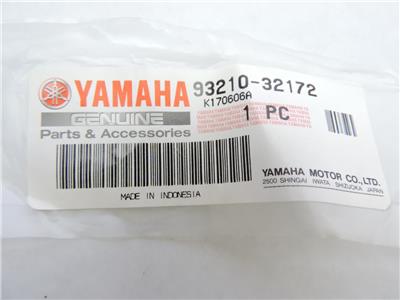 YAMAHA
GENUINE
Parts & Accessories
93210-32172
K170606A
1 PC
MADE IN INDONESIA
YAMAHA MOTOR CO.,LTD.
2500 SHINGAI IWATA, SHIZUOKA JAPAN